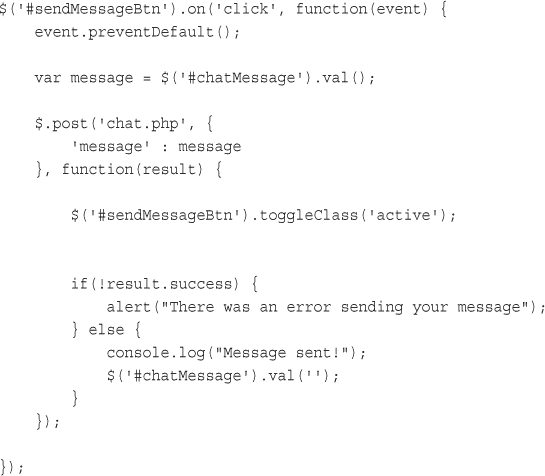 $('#sendMessageBtn').on('click', function(event) {
    event.preventDefault();

    var message = $('#chatMessage').val();

    $.post('chat.php', {
        'message' : message
    }, function(result) {

        $('#sendMessageBtn').toggleClass('active');


        if(!result.success) {
            alert("There was an error sending your message");
        } else {
            console.log("Message sent!");
            $('#chatMessage').val('');
        }
    });

});